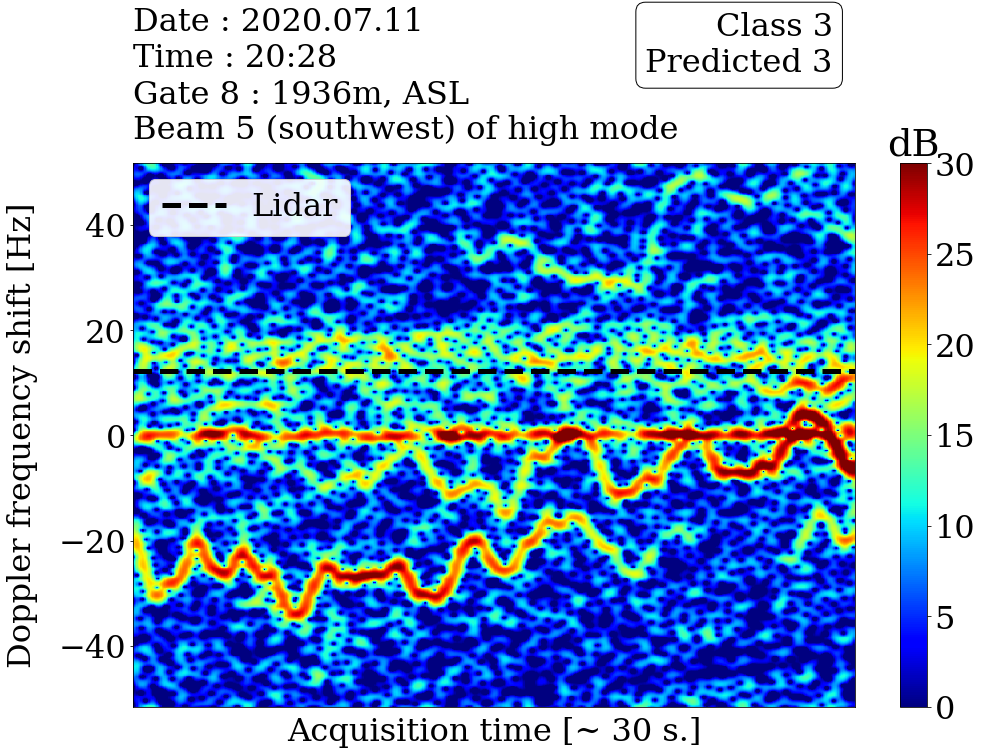 Date : 2020.07.11
Time : 20:28
Gate 8 : 1936m, ASL
Beam 5 (southwest) of high mode
Class 3
Predicted 3
dB
Lidar
Doppler frequency shift [Hz]
40
20
0
−20
−40
30
25
20
15
10
5
0
Acquisition time [~ 30 s.]